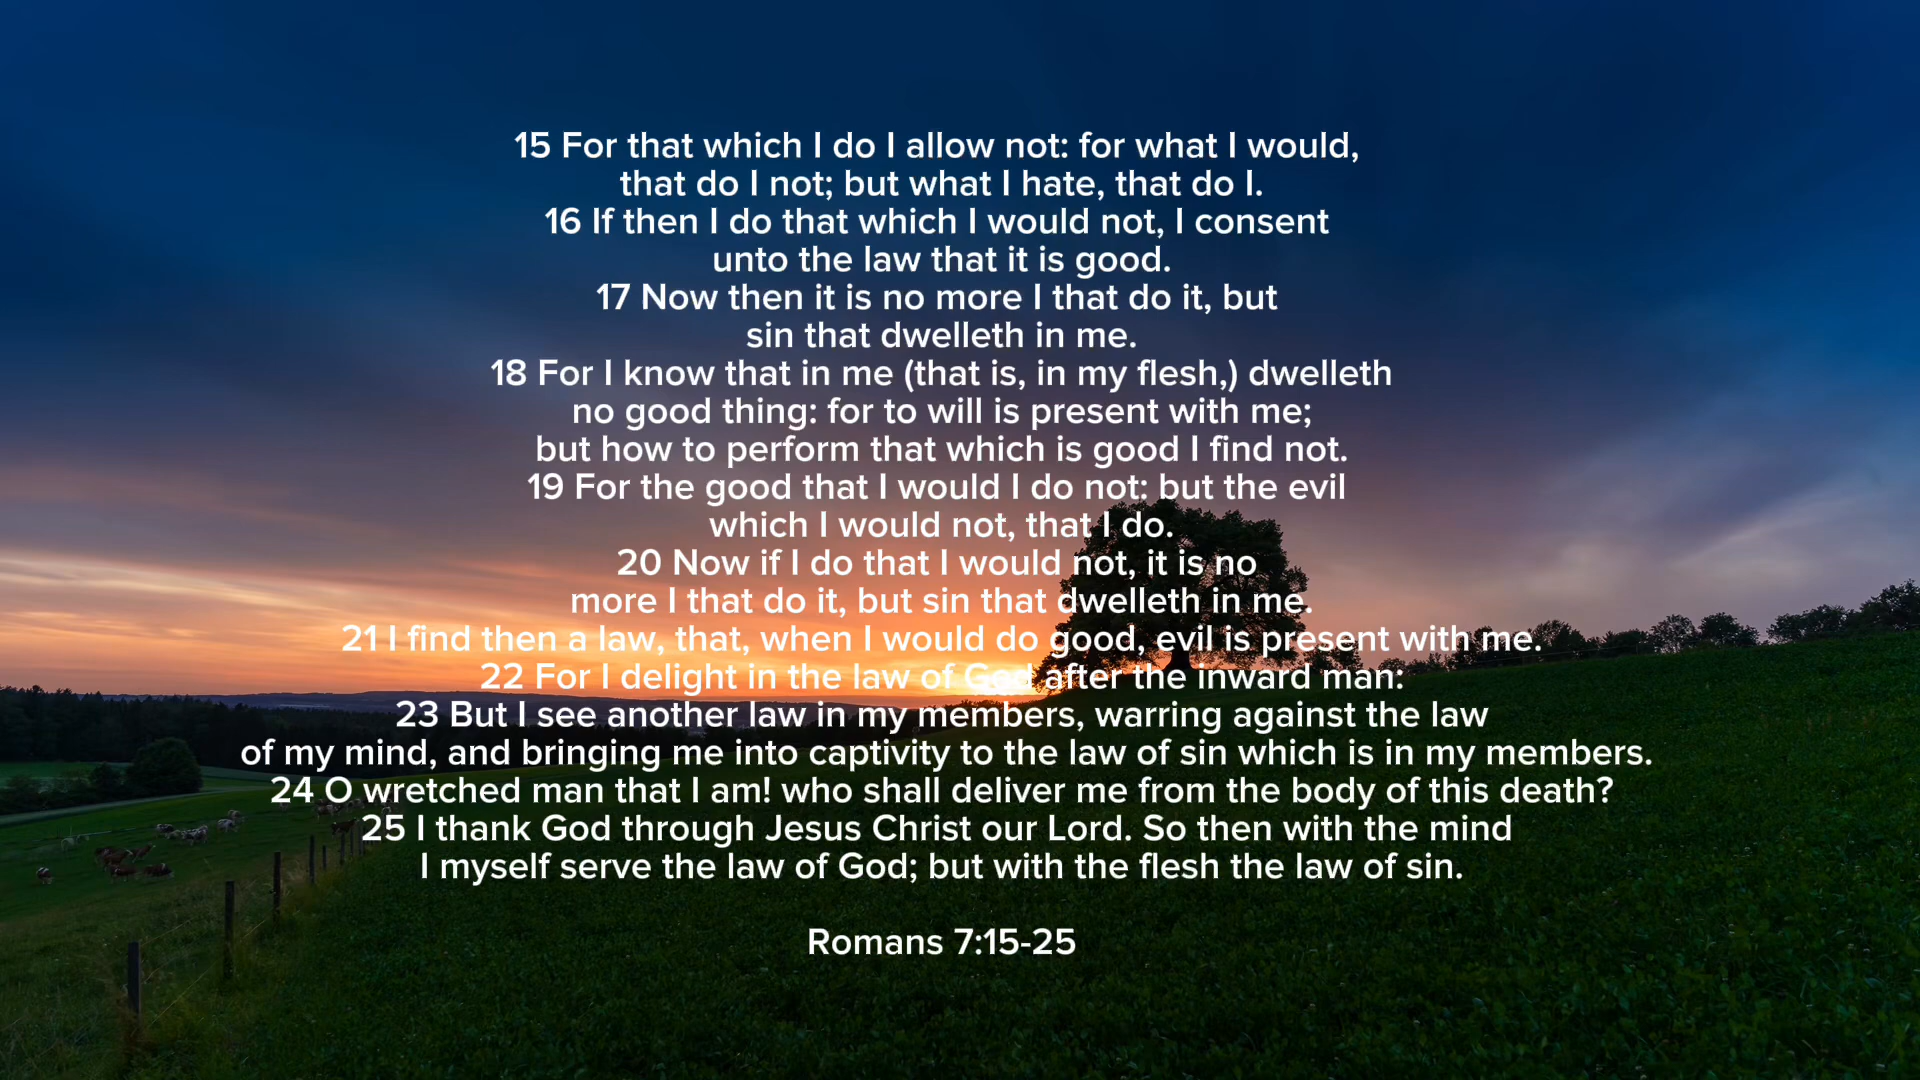 15 For that which I do I allow not: for what I would,
that do I not; but what I hate, that do I.
16 If then I do that which I would not, I consent
unto the law that it is good.
17 Now then it is no more I that do it, but
sin that dwelleth in me.
18 For I know that in me (that is, in my flesh,) dwelleth
no good thing: for to will is present with me;
but how to perform that which is good I find not.
19 For the good that I would I do not: but the evil
which I would not, that I do.
20 Now if I do that I would not, it is no
more I that do it, but sin that dwelleth in me.
21 I find then a law, that, when I would do good, evil is present with me.
22 For I delight in the law of God after the inward man:
23 But I see another law in my members, warring against the law
of my mind, and bringing me into captivity to the law of sin which is in my members.
24 O wretched man that I am! who shall deliver me from the body of this death?
25 I thank God through Jesus Christ our Lord. So then with the mind
I myself serve the law of God; but with the flesh the law of sin.
Romans 7:15-25